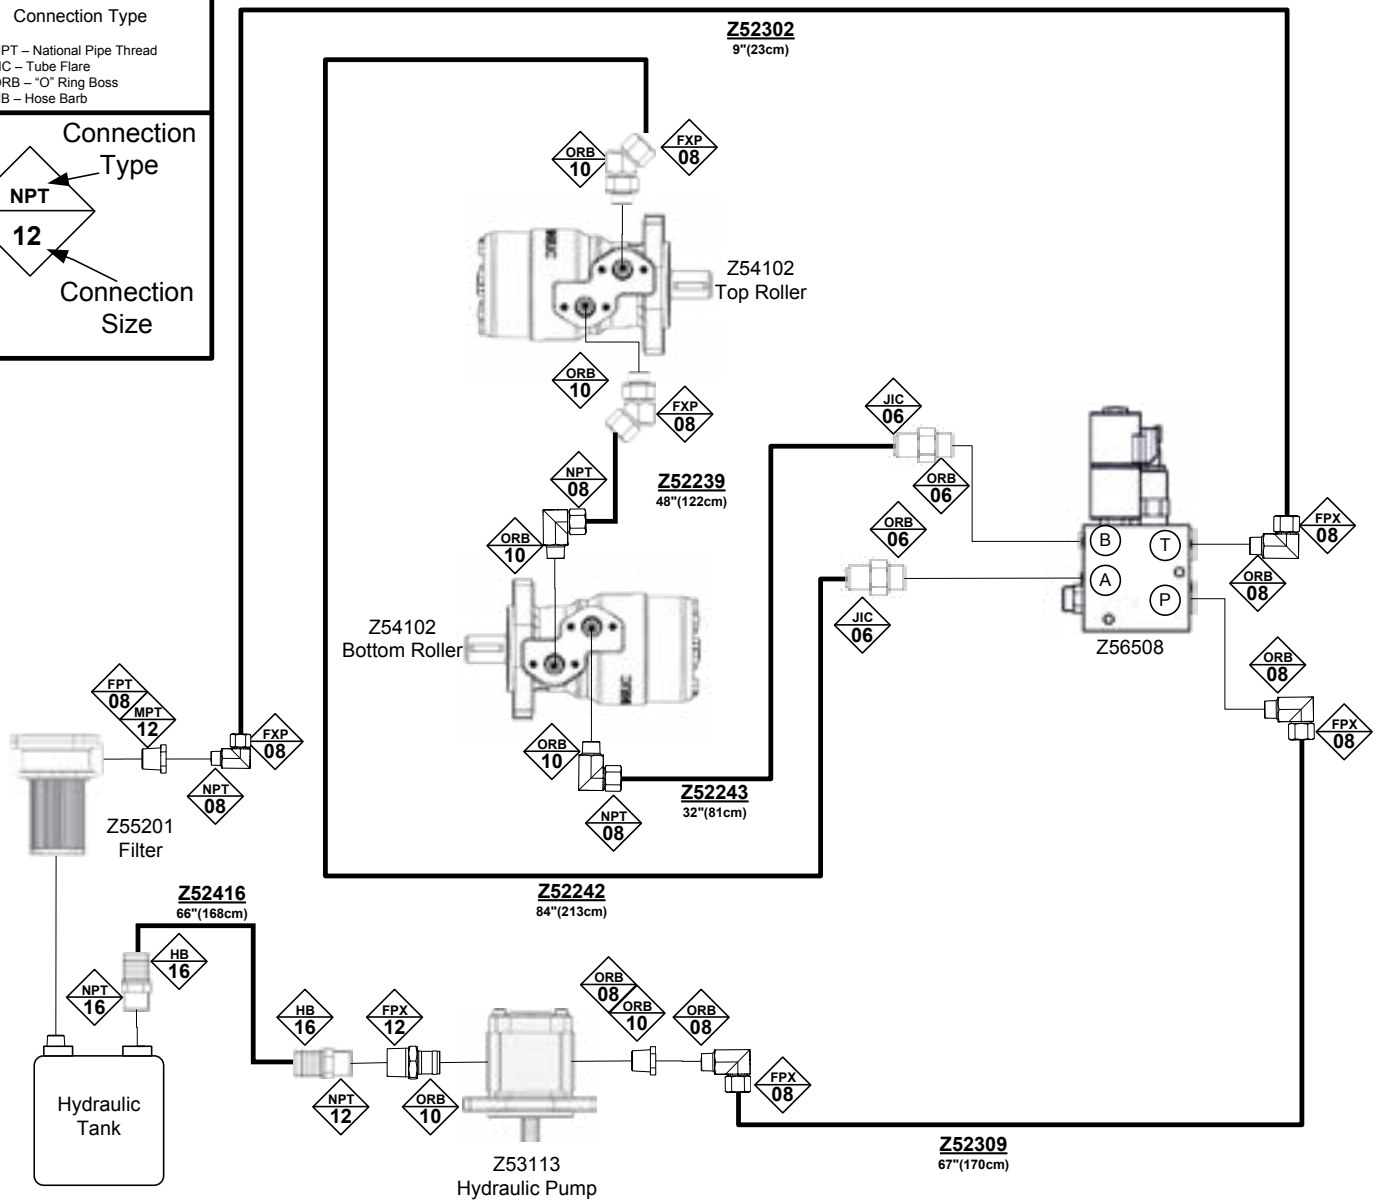 Connection Type
PT – National Pipe Thread
IC – Tube Flare
ORB – "O" Ring Boss
HB – Hose Barb
Connection
Type
NPT
12
Connection
Size
Z52302
9"(23cm)
ORB
10
FXP
08
Z54102
Top Roller
ORB
10
FXP
08
JIC
06
ORB
06
NPT
08
Z52239
48"(122cm)
ORB
10
ORB
06
B
T
A
P
FPX
08
ORB
08
JIC
06
Z56508
Z54102
Bottom Roller
ORB
08
FPX
08
FPT
08
MPT
12
FXP
08
NPT
08
ORB
10
NPT
08
Z52243
32"(81cm)
Z55201
Filter
Z52416
66"(168cm)
Z52242
84"(213cm)
HB
16
NPT
16
HB
16
FPX
12
NPT
12
ORB
10
ORB
08
ORB
10
ORB
08
FPX
08
Hydraulic
Tank
Z53113
Hydraulic Pump
Z52309
67"(170cm)